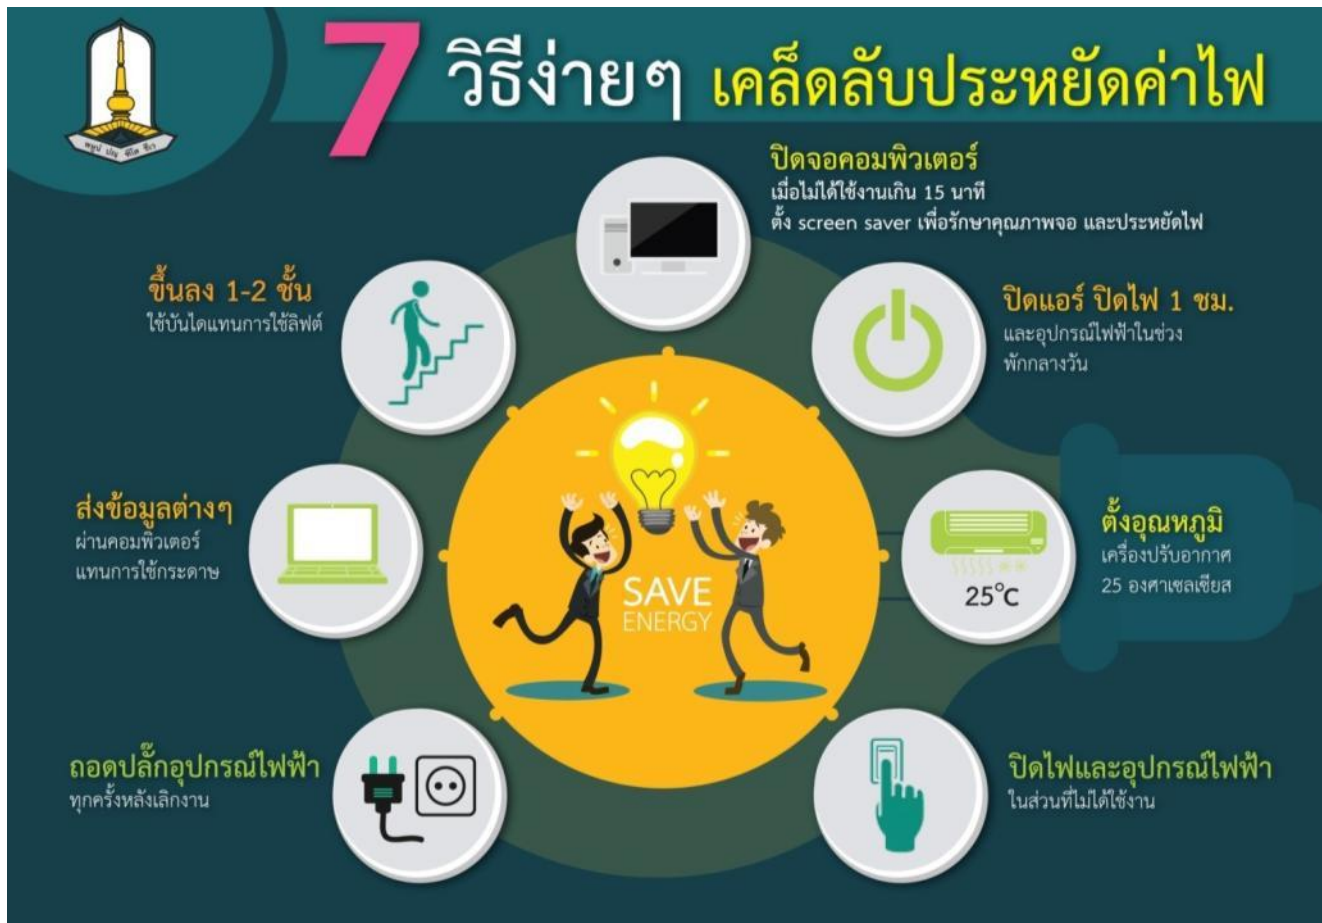 7 วิธีง่ายๆ เคล็ดลับประหยัดค่าไฟ
ปิดจอคอมพิวเตอร์
เมื่อไม่ได้ใช้งานเกิน 15 นาที
ตั้ง screen saver เพื่อรักษาคุณภาพจอ และประหยัดไฟ
ปิดแอร์ ปิดไฟ 1 ชม.
และอุปกรณ์ไฟฟ้าในช่วง
พักกลางวัน
ตั้งอุณหภูมิ
เครื่องปรับอากาศ
25 องศาเซลเซียส
25°C
ปิดไฟและอุปกรณ์ไฟฟ้า
ในส่วนที่ไม่ได้ใช้งาน
ถอดปลั๊กอุปกรณ์ไฟฟ้า
ทุกครั้งหลังเลิกงาน
ส่งข้อมูลต่างๆ
ผ่านคอมพิวเตอร์
แทนการใช้กระดาษ
ขึ้นลง 1-2 ชั้น
ใช้บันไดแทนการใช้ลิฟต์
SAVE
ENERGY